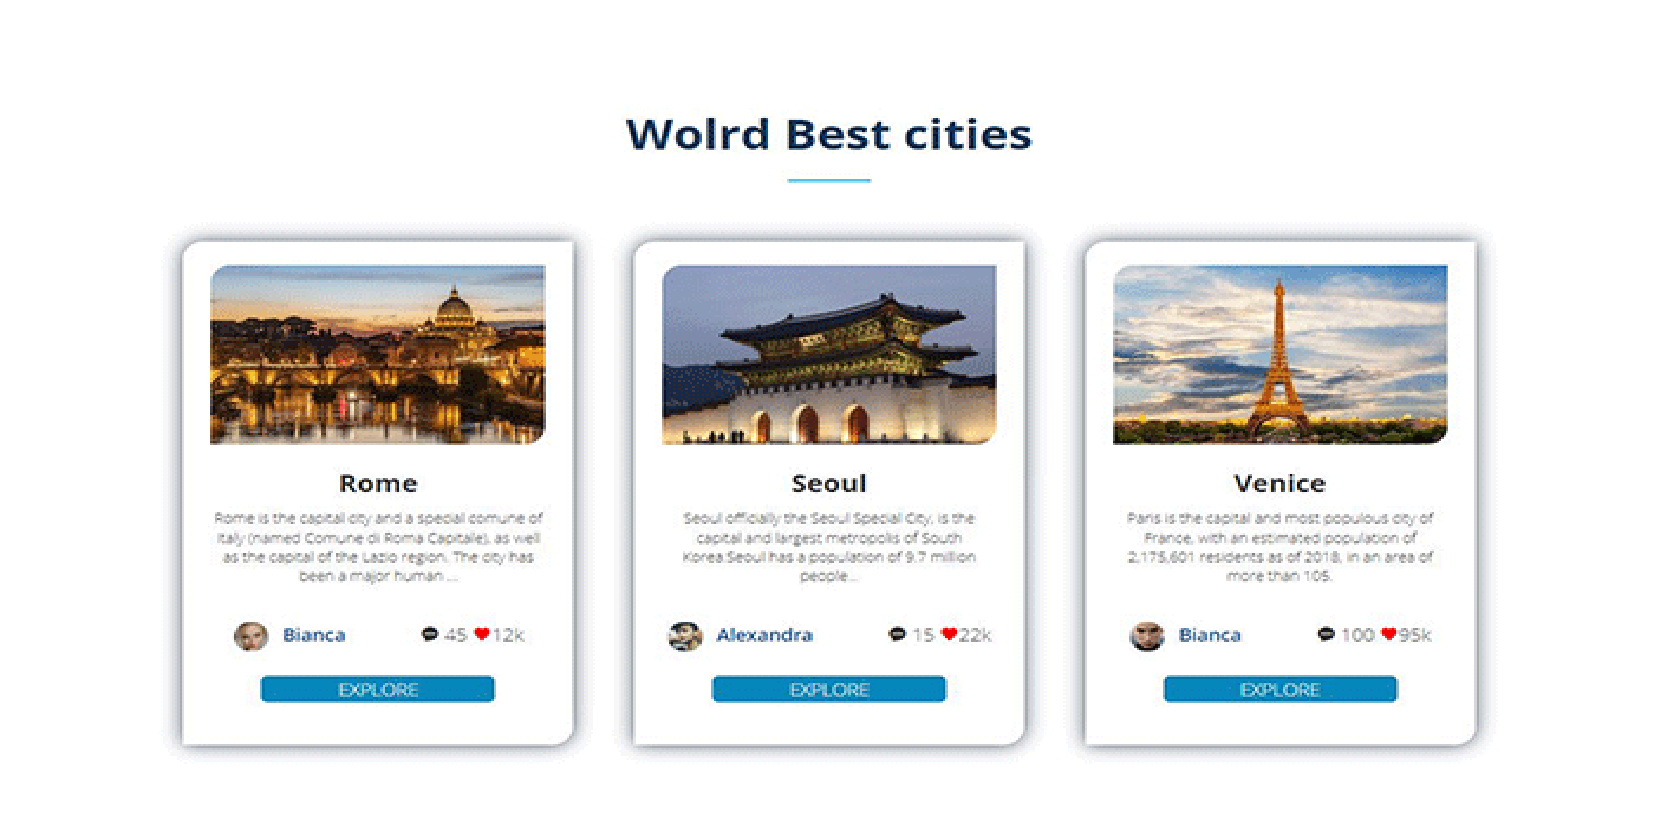 Wolrd Best cities
Rome
Rome is the capital city and a special comune of
Italy (named Comune di Roma Capitale), as well
as the capital of the Lazio region. The city has
been a major human ...
Bianca 45 12k
EXPLORE
Seoul
Seoul officially the Seoul Special City, is the
capital and largest metropolis of South
Korea.Seoul has a population of 9.7 million
people...
Alexandra 15 22k
EXPLORE
Venice
Paris is the capital and most populous city of
France, with an estimated population of
2,175,601 residents as of 2018, in an area of
more than 105.
Bianca 100 95k
EXPLORE